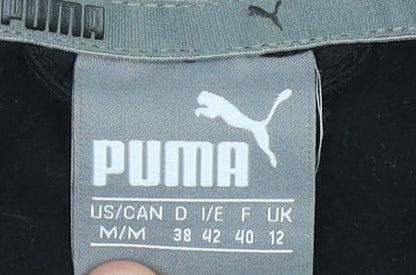 PUMA
PUMA
US/CAN D I/E F UK
M/M 38 42 40 12